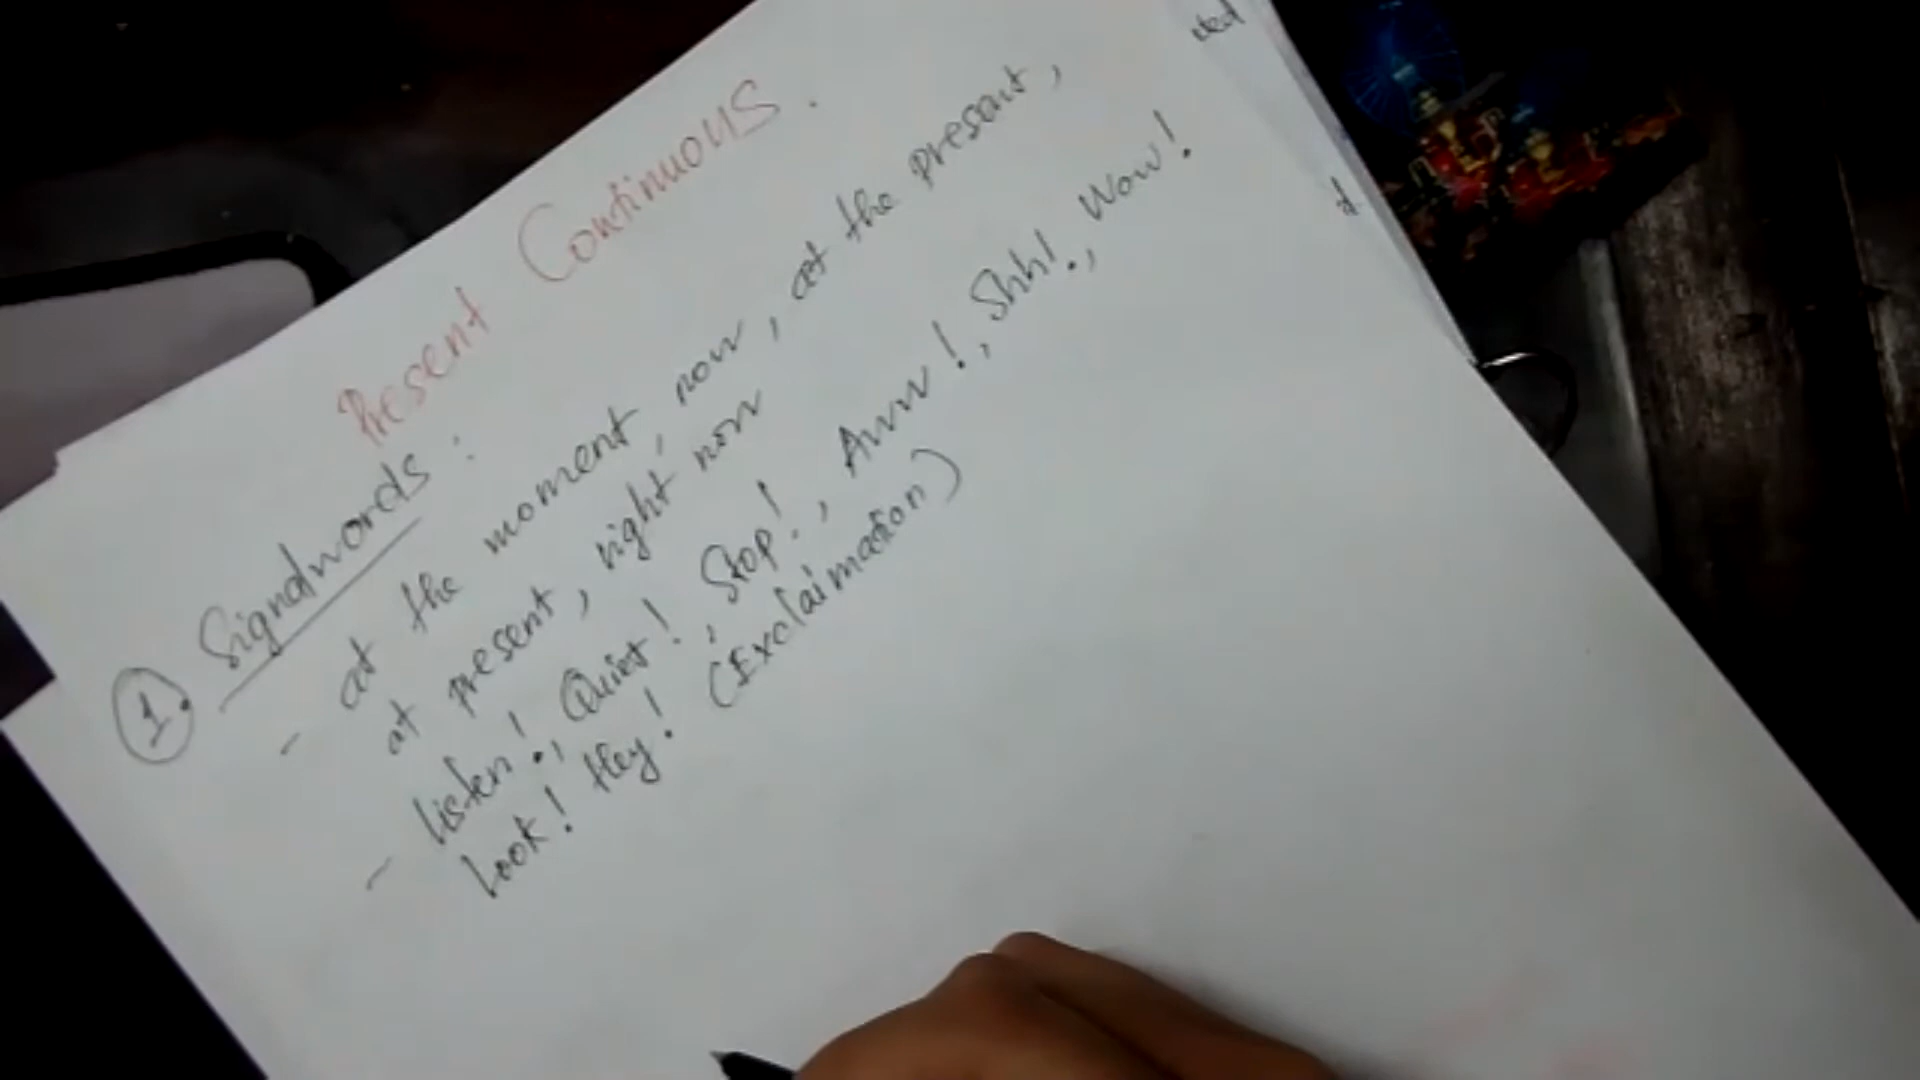 Present Continuous.
1. Signalwords :
- at the moment, now, at the present,
at present, right now
- Listen!, Quiet!, Stop!, Aww!, Shh!, Wow!
Look! Hey! (Exclaimation)